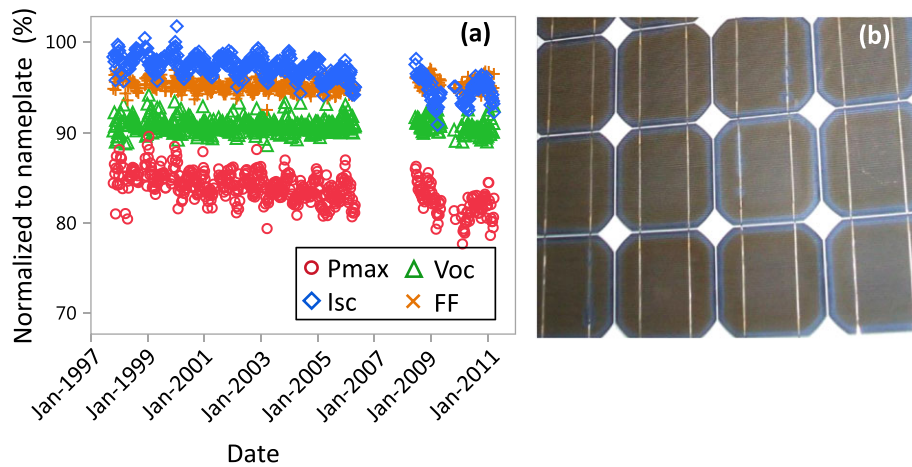 (a)
(b)
Normalized to nameplate (%)
100
90
80
70
Pmax
Voc
Isc
FF
Jan-1997
Jan-1999
Jan-2001
Jan-2003
Jan-2005
Jan-2007
Jan-2009
Jan-2011
Date